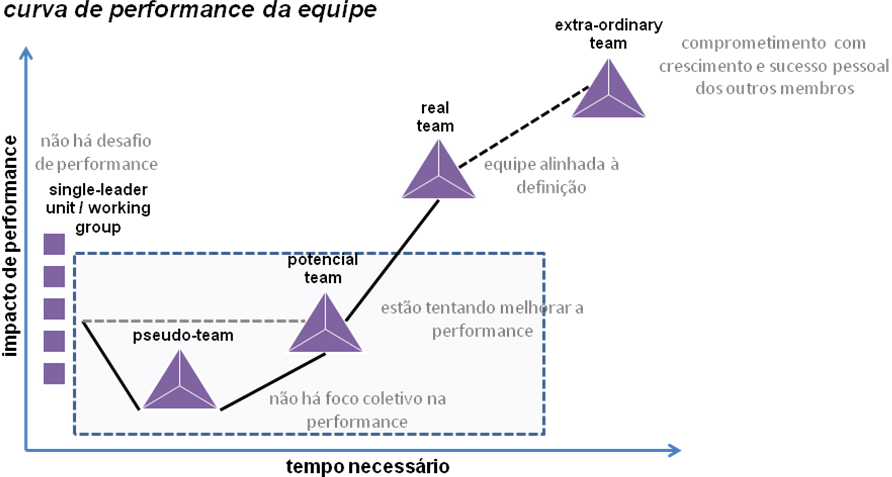 curva de performance da equipe
extra-ordinary
team
comprometimento com
crescimento e sucesso pessoal
dos outros membros
real
team
não há desafio
de performance
equipe alinhada à
definição
single-leader
unit / working
group
potencial
team
estão tentando melhorar a
performance
pseudo-team
não há foco coletivo na
performance
impacto de performance
tempo necessário